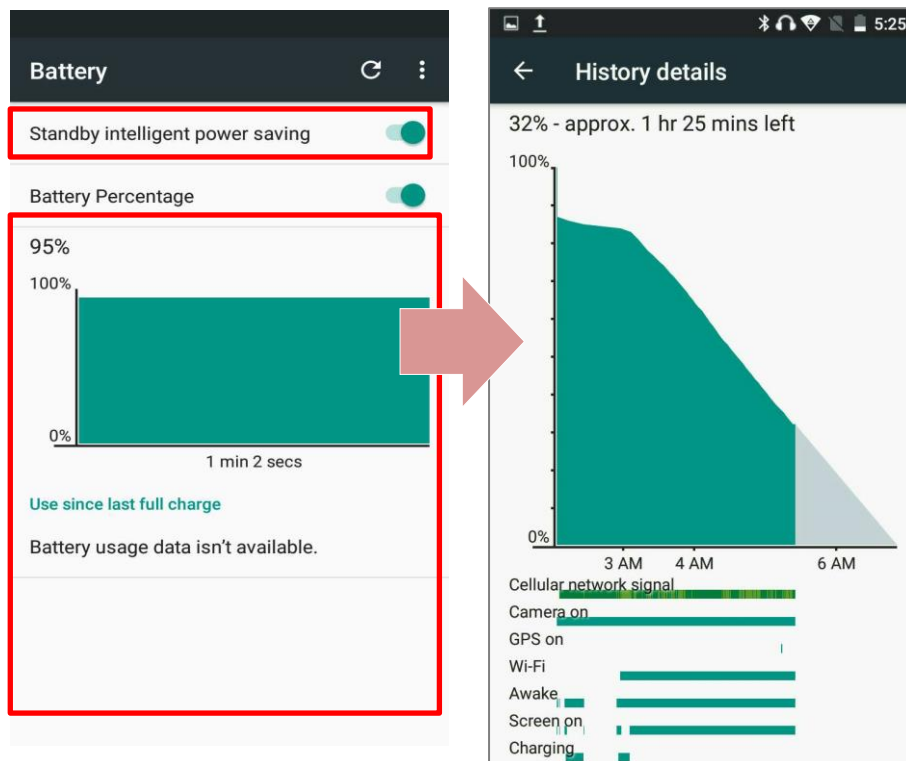 Battery
Standby intelligent power saving
Battery Percentage
95%
100%
0%
1 min 2 secs
Use since last full charge
Battery usage data isn't available.
5:25
History details
32% - approx. 1 hr 25 mins left
100%
0%
3 AM 4 AM 6 AM
Cellular network signal
Camera on
GPS on
Wi-Fi
Awake
Screen on
Charging